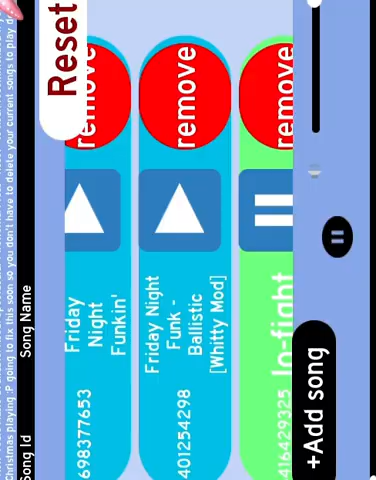 Christmas playing :P going to fix this soon so you don't have to delete your current songs to play
Song Id
Song Name
Reset
698377653
Friday
Night
Funkin'
remove
401254298
Friday Night
Funk -
Ballistic
[Whitty Mod]
remove
416429325
lo-fight
remove
+Add song